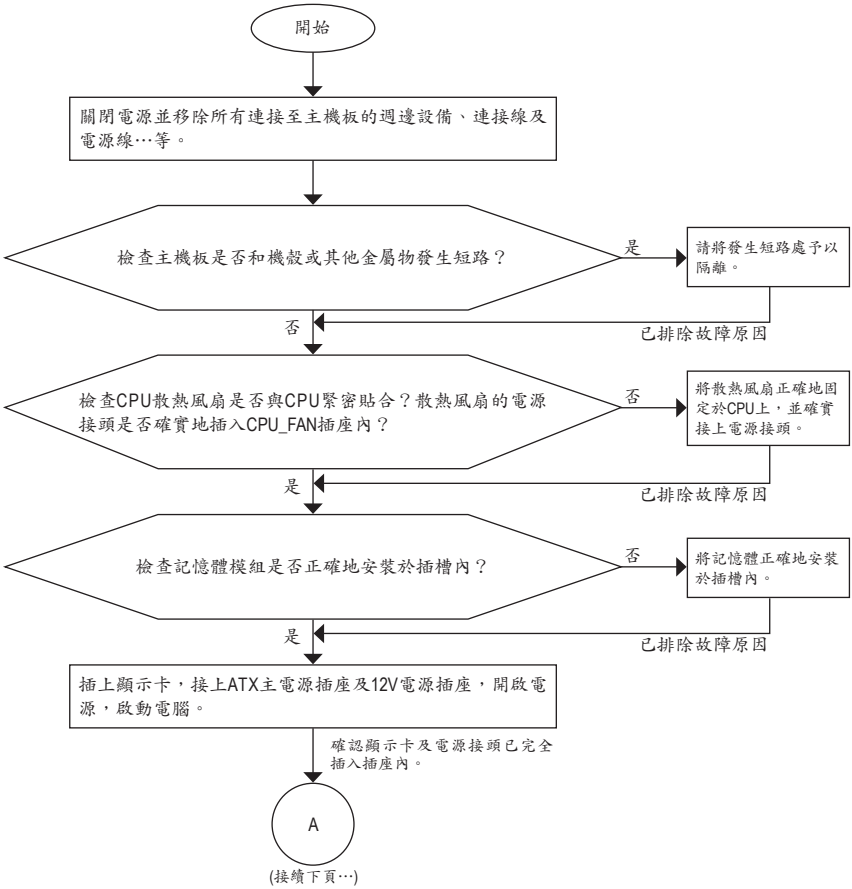 開始
關閉電源並移除所有連接至主機板的週邊設備、連接線及
電源線…等。
檢查主機板是否和機殼或其他金屬物發生短路？
是
請將發生短路處予以
隔離。
否
已排除故障原因
檢查CPU散熱風扇是否與CPU緊密貼合？散熱風扇的電源
接頭是否確實地插入CPU_FAN插座內？
否
將散熱風扇正確地固
定於CPU上，並確實
接上電源接頭。
是
已排除故障原因
檢查記憶體模組是否正確地安裝於插槽內？
否
將記憶體正確地安裝
於插槽內。
是
已排除故障原因
插上顯示卡，接上ATX主電源插座及12V電源插座，開啟電
源，啟動電腦。
確認顯示卡及電源接頭已完全
插入插座內。
A
(接續下頁…)